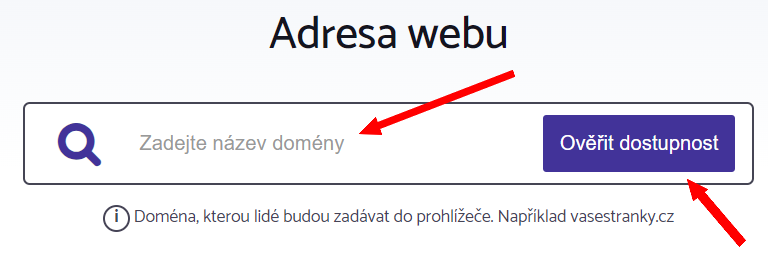 Adresa webu
Zadejte název domény
Ověřit dostupnost
i Doména, kterou lidé budou zadávat do prohlížeče. Například vasestranky.cz